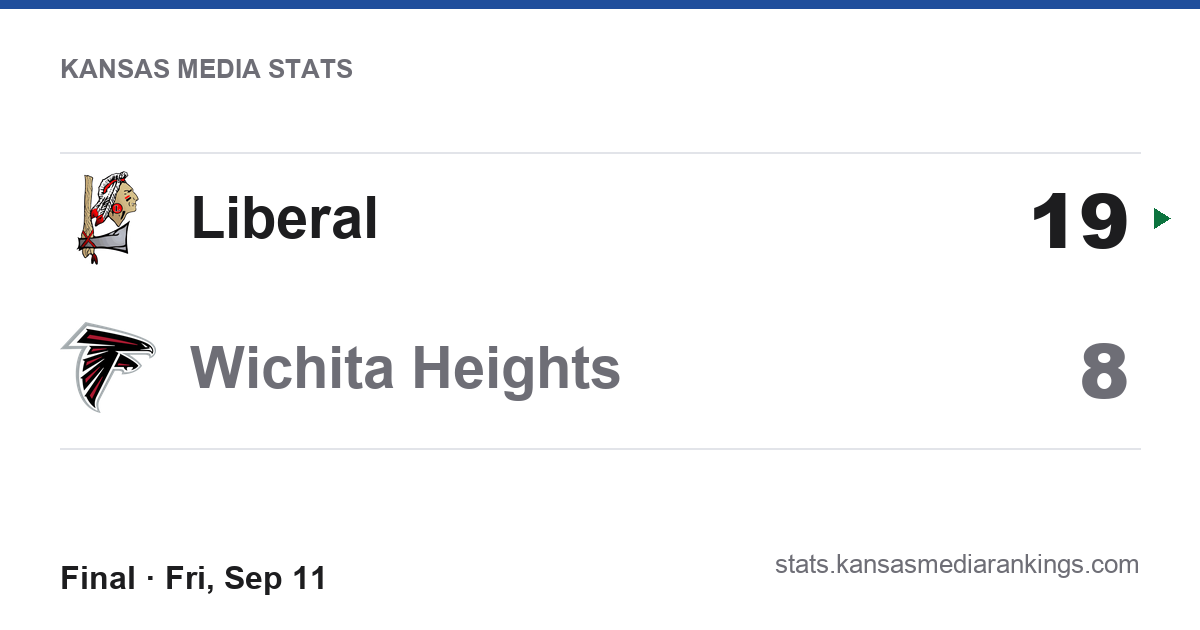 KANSAS MEDIA STATS
Liberal 19
Wichita Heights 8
Final · Fri, Sep 11
stats.kansasmediarankings.com